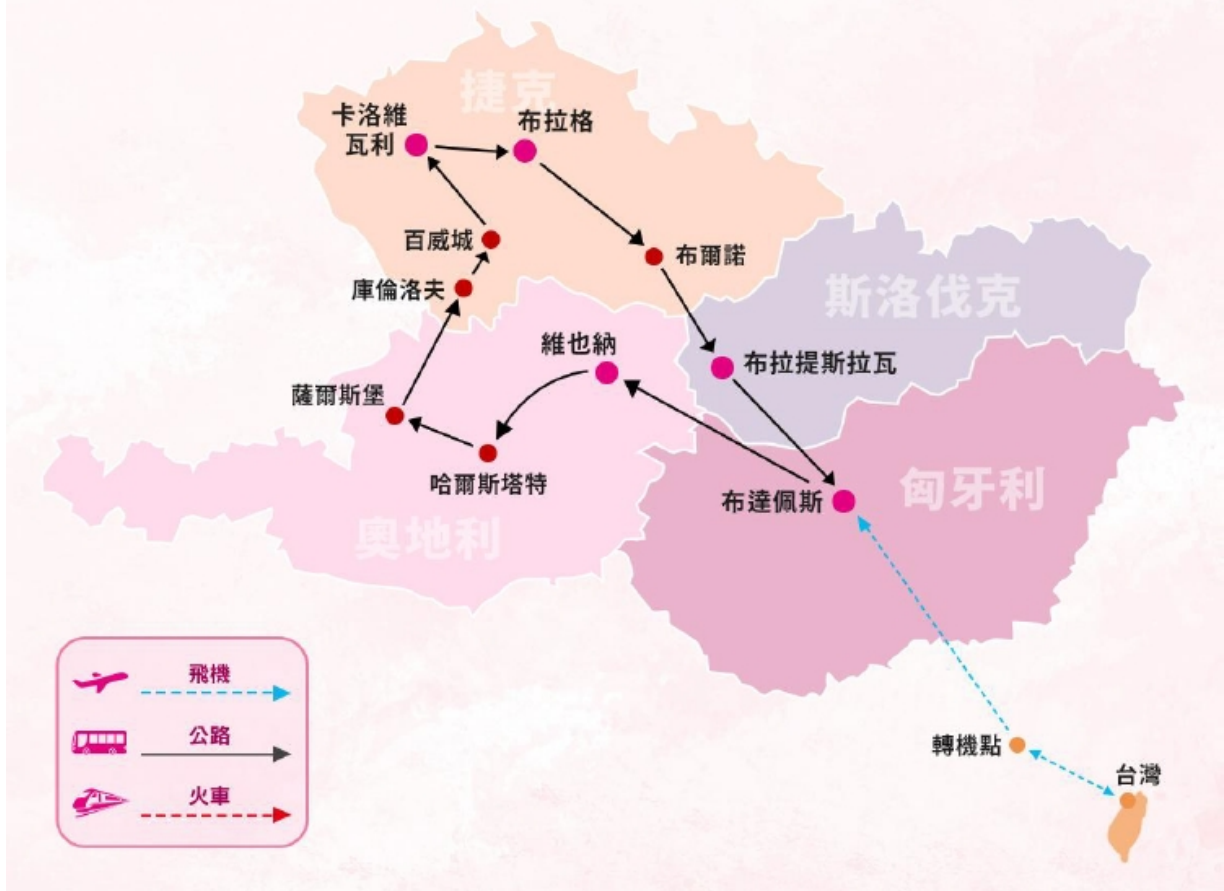 捷克
卡洛維
瓦利
布拉格
百威城
布爾諾
庫倫洛夫
斯洛伐克
維也納
布拉提斯拉瓦
薩爾斯堡
哈爾斯塔特
布達佩斯
匈牙利
奧地利
飛機
公路
火車
轉機點
台灣